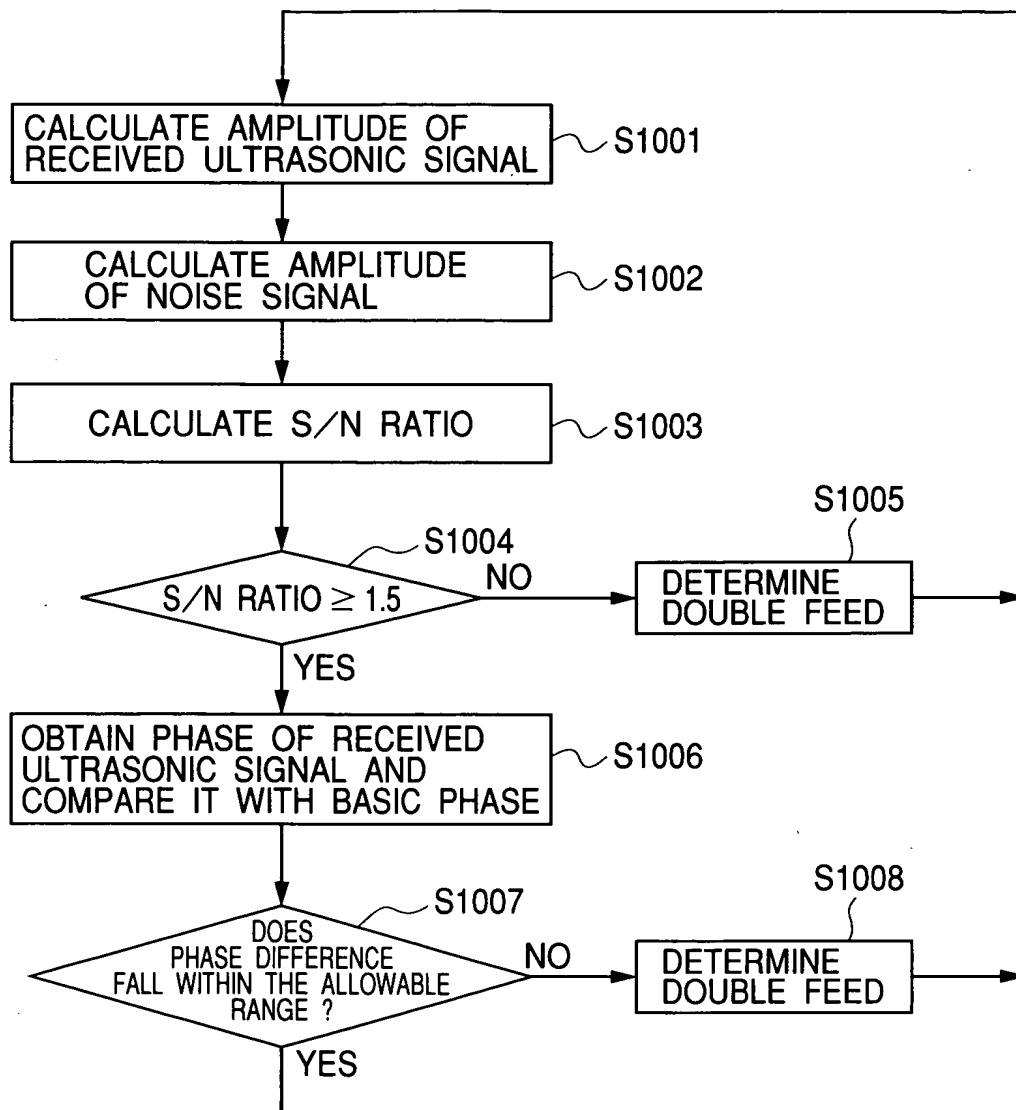 CALCULATE AMPLITUDE OF
RECEIVED ULTRASONIC SIGNAL
S1001
CALCULATE AMPLITUDE
OF NOISE SIGNAL
S1002
CALCULATE S/N RATIO
S1003
S1004
S/N RATIO ≥ 1.5
NO
YES
S1005
DETERMINE
DOUBLE FEED
OBTAIN PHASE OF RECEIVED
ULTRASONIC SIGNAL AND
COMPARE IT WITH BASIC PHASE
S1006
S1007
DOES
PHASE DIFFERENCE
FALL WITHIN THE ALLOWABLE
RANGE ?
NO
YES
S1008
DETERMINE
DOUBLE FEED